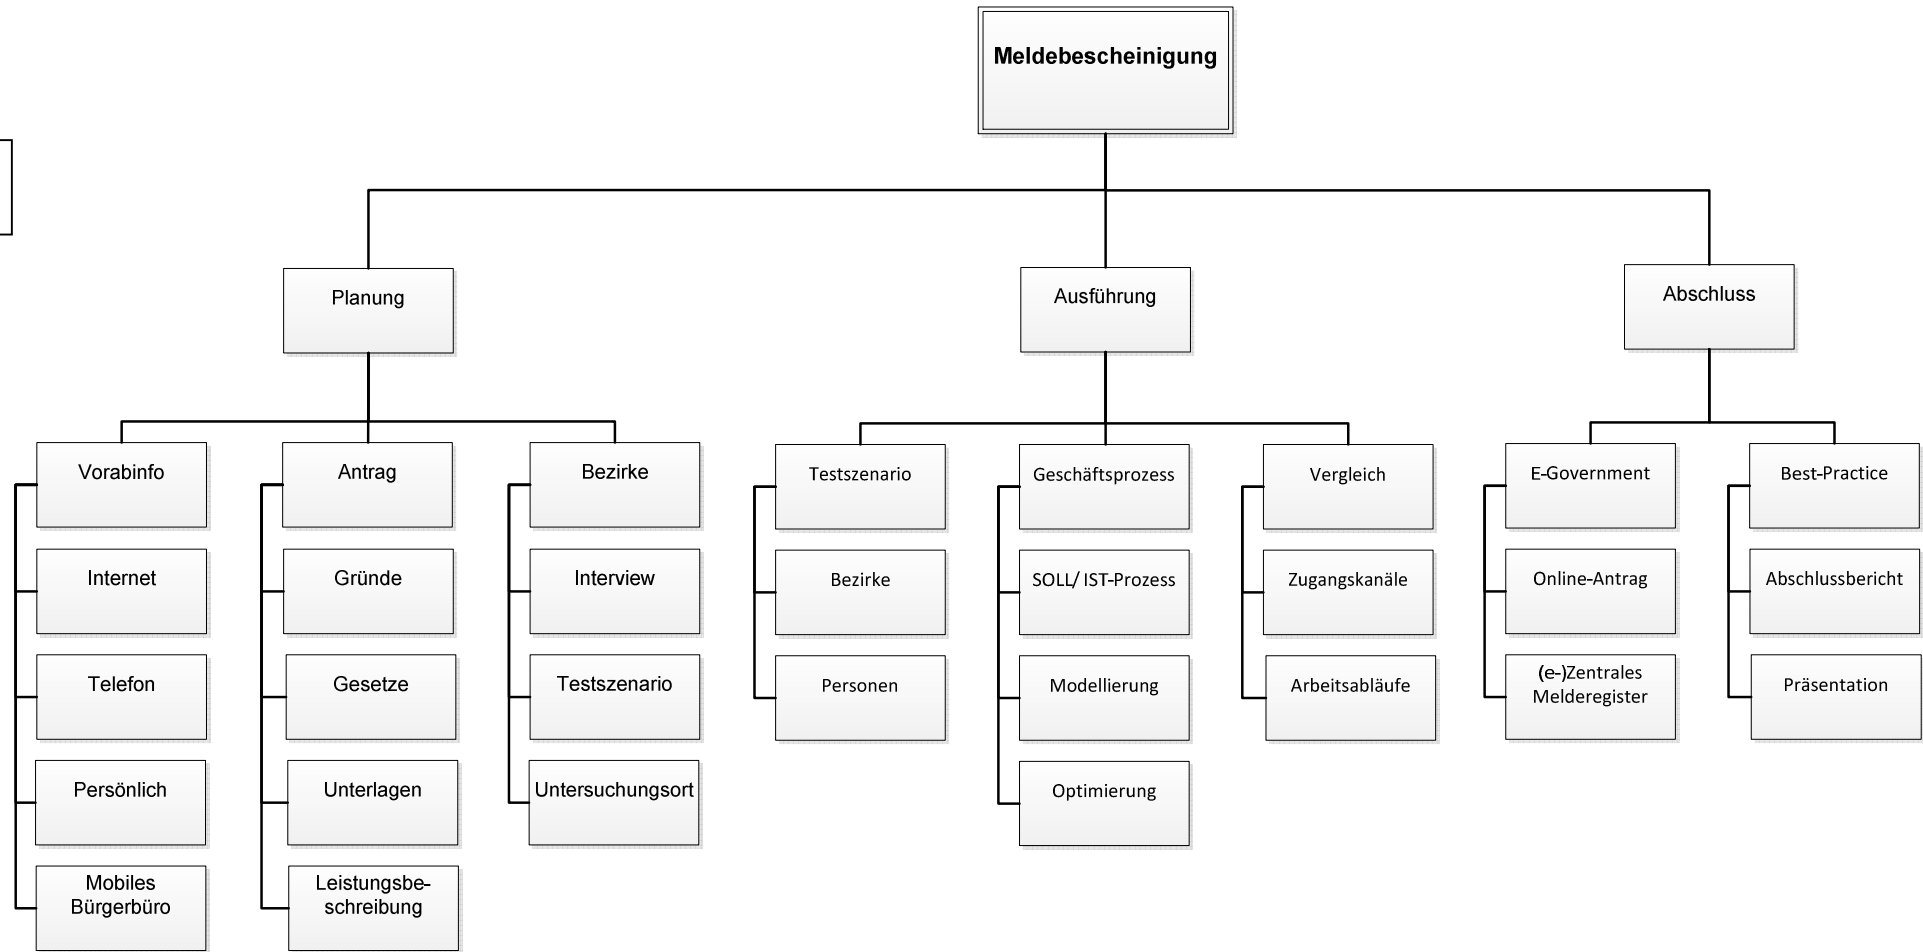 Meldebescheinigung
Planung
Ausführung
Abschluss
Vorabinfo
Internet
Telefon
Persönlich
Mobiles
Bürgerbüro
Antrag
Gründe
Gesetze
Unterlagen
Leistungsbe-
schreibung
Bezirke
Interview
Testszenario
Untersuchungsort
Testszenario
Bezirke
Personen
Geschäftsprozess
SOLL/ IST-Prozess
Modellierung
Optimierung
Vergleich
Zugangskanäle
Arbeitsabläufe
E-Government
Online-Antrag
(e-)Zentrales
Melderegister
Best-Practice
Abschlussbericht
Präsentation